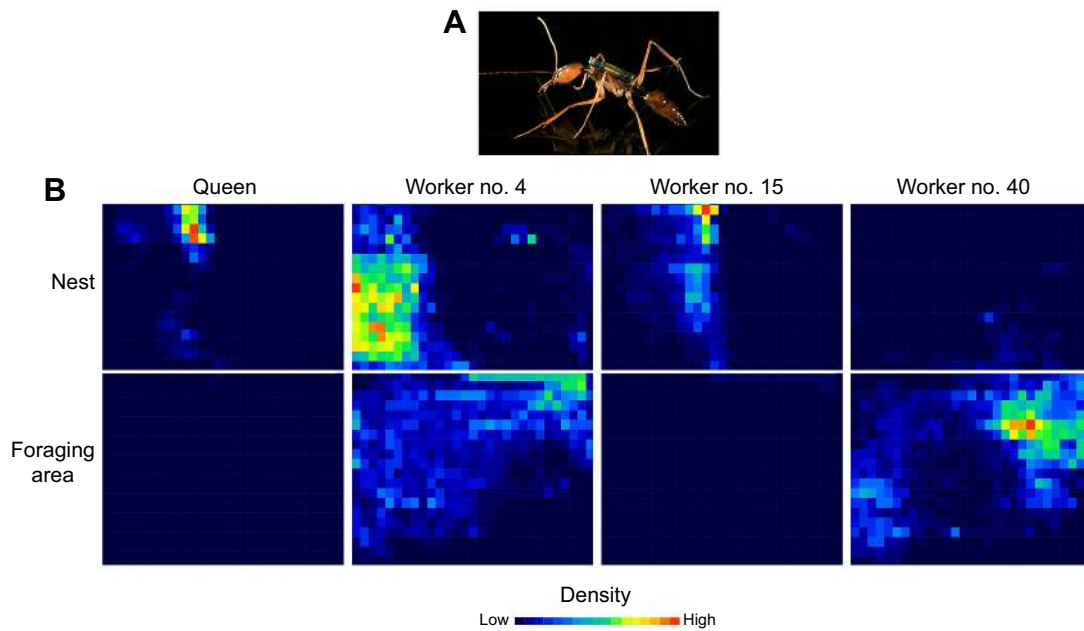 A
B
Queen
Worker no. 4
Worker no. 15
Worker no. 40
Nest
Foraging
area
Density
Low
High